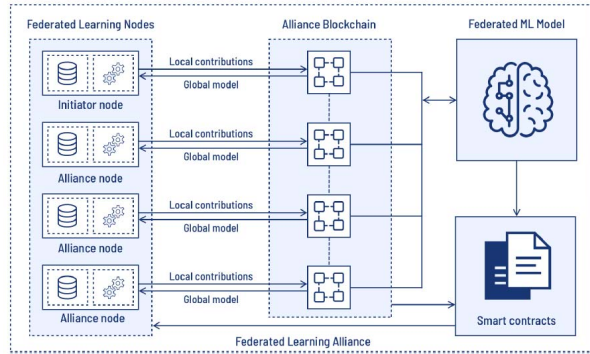 Federated Learning Nodes
Alliance Blockchain
Federated ML Model
Local contributions
Global model
Initiator node
Local contributions
Global model
Alliance node
Local contributions
Global model
Alliance node
Local contributions
Global model
Alliance node
Smart contracts
Federated Learning Alliance